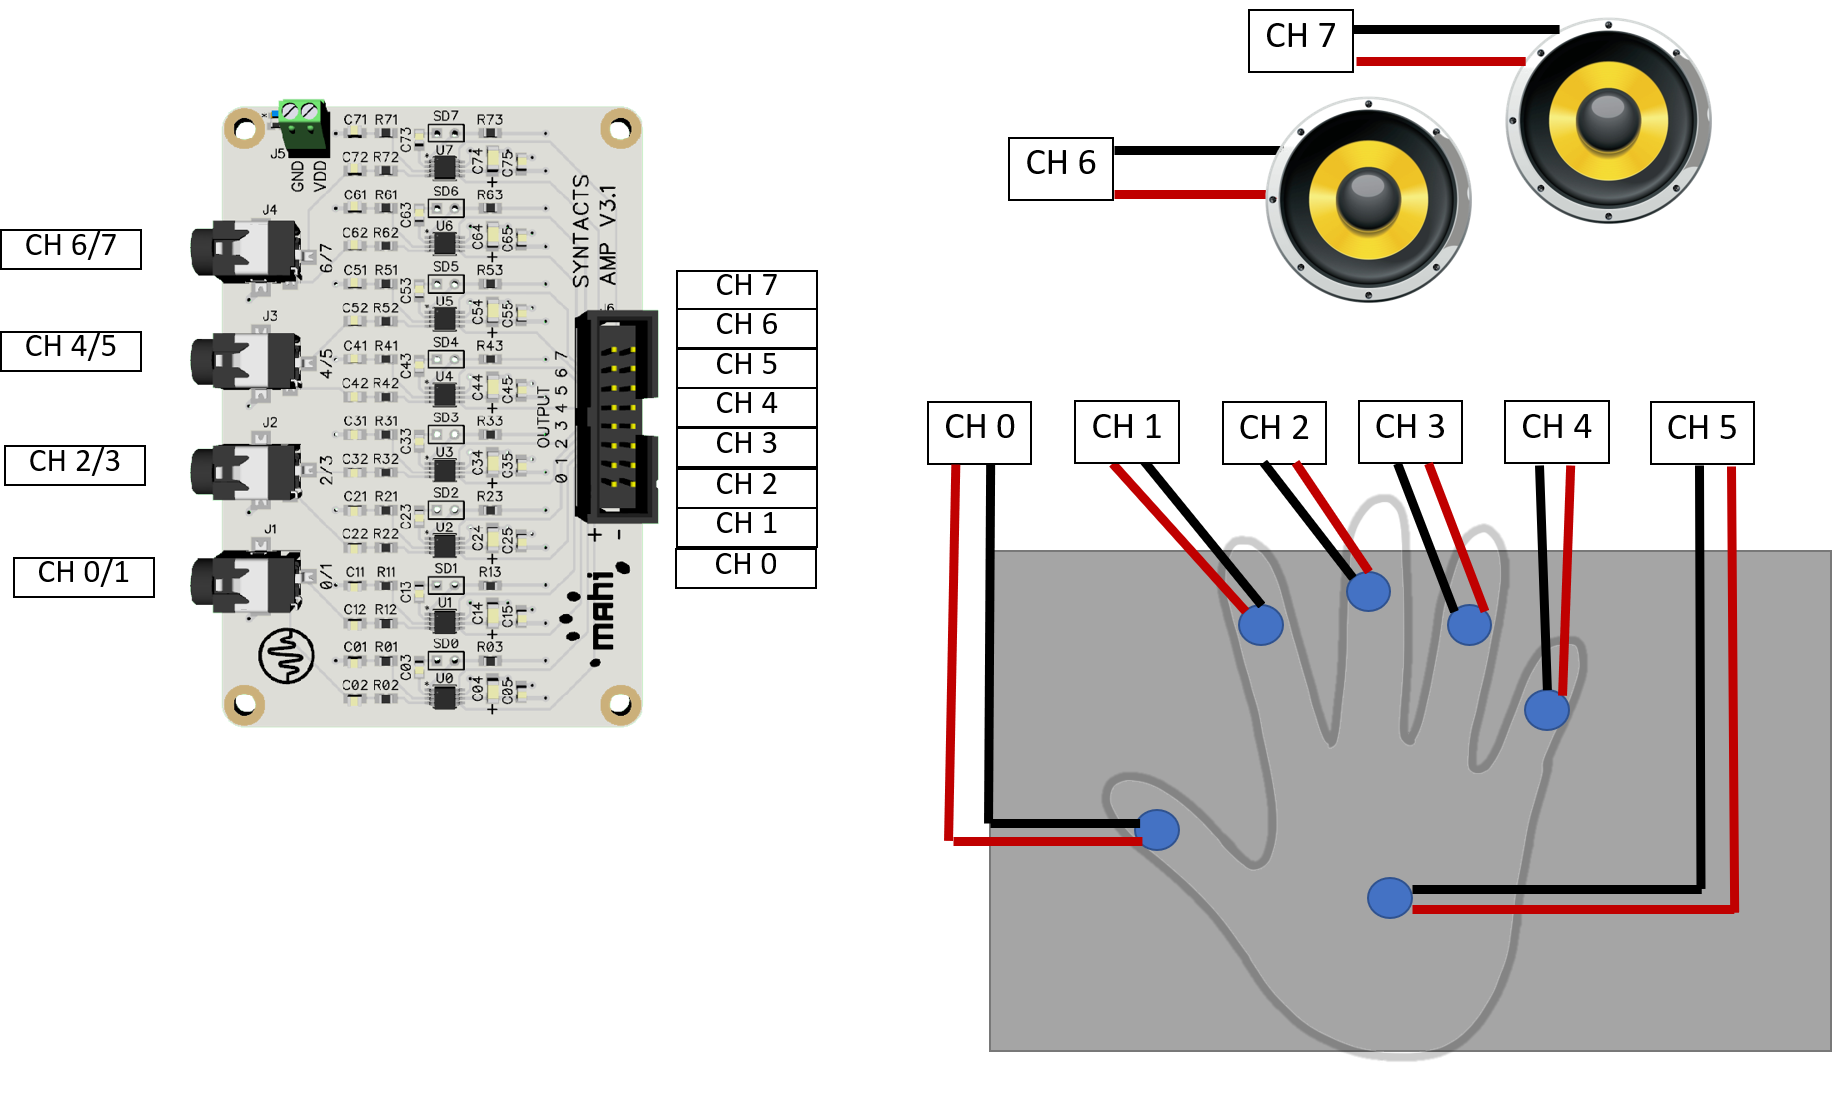 CH 6/7
CH 4/5
CH 2/3
CH 0/1
J5
GND
VDD
J4
6/7
J3
4/5
J2
2/3
J1
0/1
C71 R71 C73 SD7 R73
U7
C72 R72 C74 C75
+
C61 R61 C63 SD6 R63
U6
C62 R62 C64 C65
+
C51 R51 C53 SD5 R53
U5
C52 R52 C54 C55
+
C41 R41 C43 SD4 R43
U4
C42 R42 C44 C45
+
C31 R31 C33 SD3 R33
U3
C32 R32 C34 C35
+
C21 R21 C23 SD2 R23
U2
C22 R22 C24 C25
+
C11 R11 C13 SD1 R13
U1
C12 R12 C14 C15
+
C01 R01 C03 SD0 R03
U0
C02 R02 C04 C05
+
SYNTACTS
AMP V3.1
OUTPUT
0 1 2 3 4 5 6 7
+ -
mahi
CH 7
CH 6
CH 5
CH 4
CH 3
CH 2
CH 1
CH 0
CH 7
CH 6
CH 0 CH 1 CH 2 CH 3 CH 4 CH 5